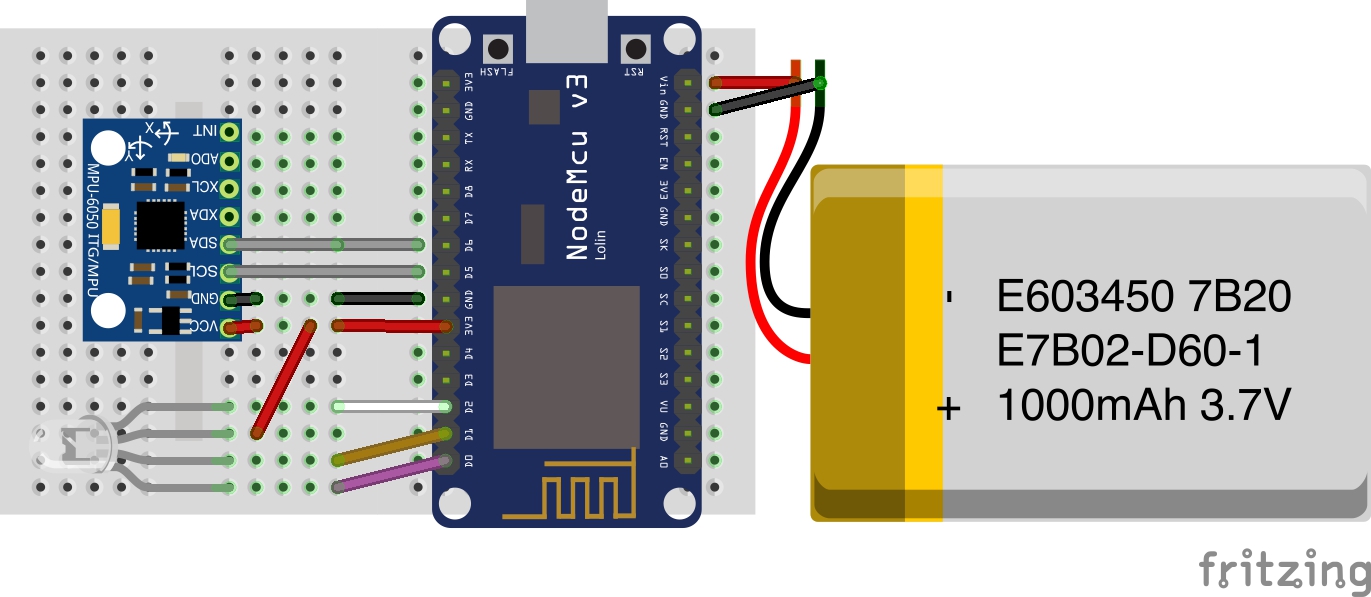 INT
ADO
XCL
XDA
SDA
SCL
GND
VCC
X
Y
MPU-6050 ITG/MPU
FLASH
RST
3V3
GND
TX
RX
D8
D7
D6
D5
GND
3V3
D4
D3
D2
D1
D0
NodeMcu v3
Lolin
Vin
GND
RST
EN
3V3
GND
SK
SO
SC
S1
S2
S3
VU
GND
A0
- E603450 7B20
E7B02-D60-1
+ 1000mAh 3.7V
fritzing